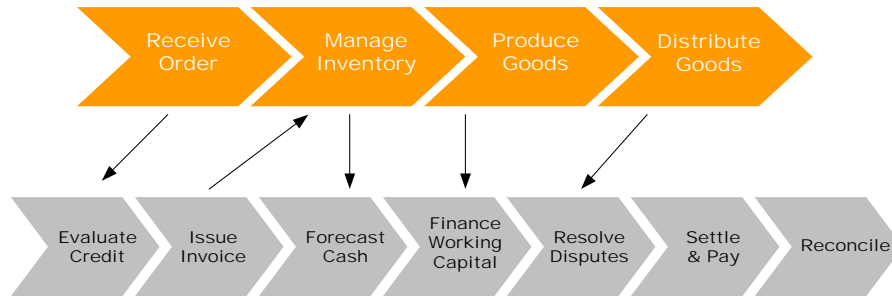 Receive
Order
Manage
Inventory
Produce
Goods
Distribute
Goods
Evaluate
Credit
Issue
Invoice
Forecast
Cash
Finance
Working
Capital
Resolve
Disputes
Settle
& Pay
Reconcile